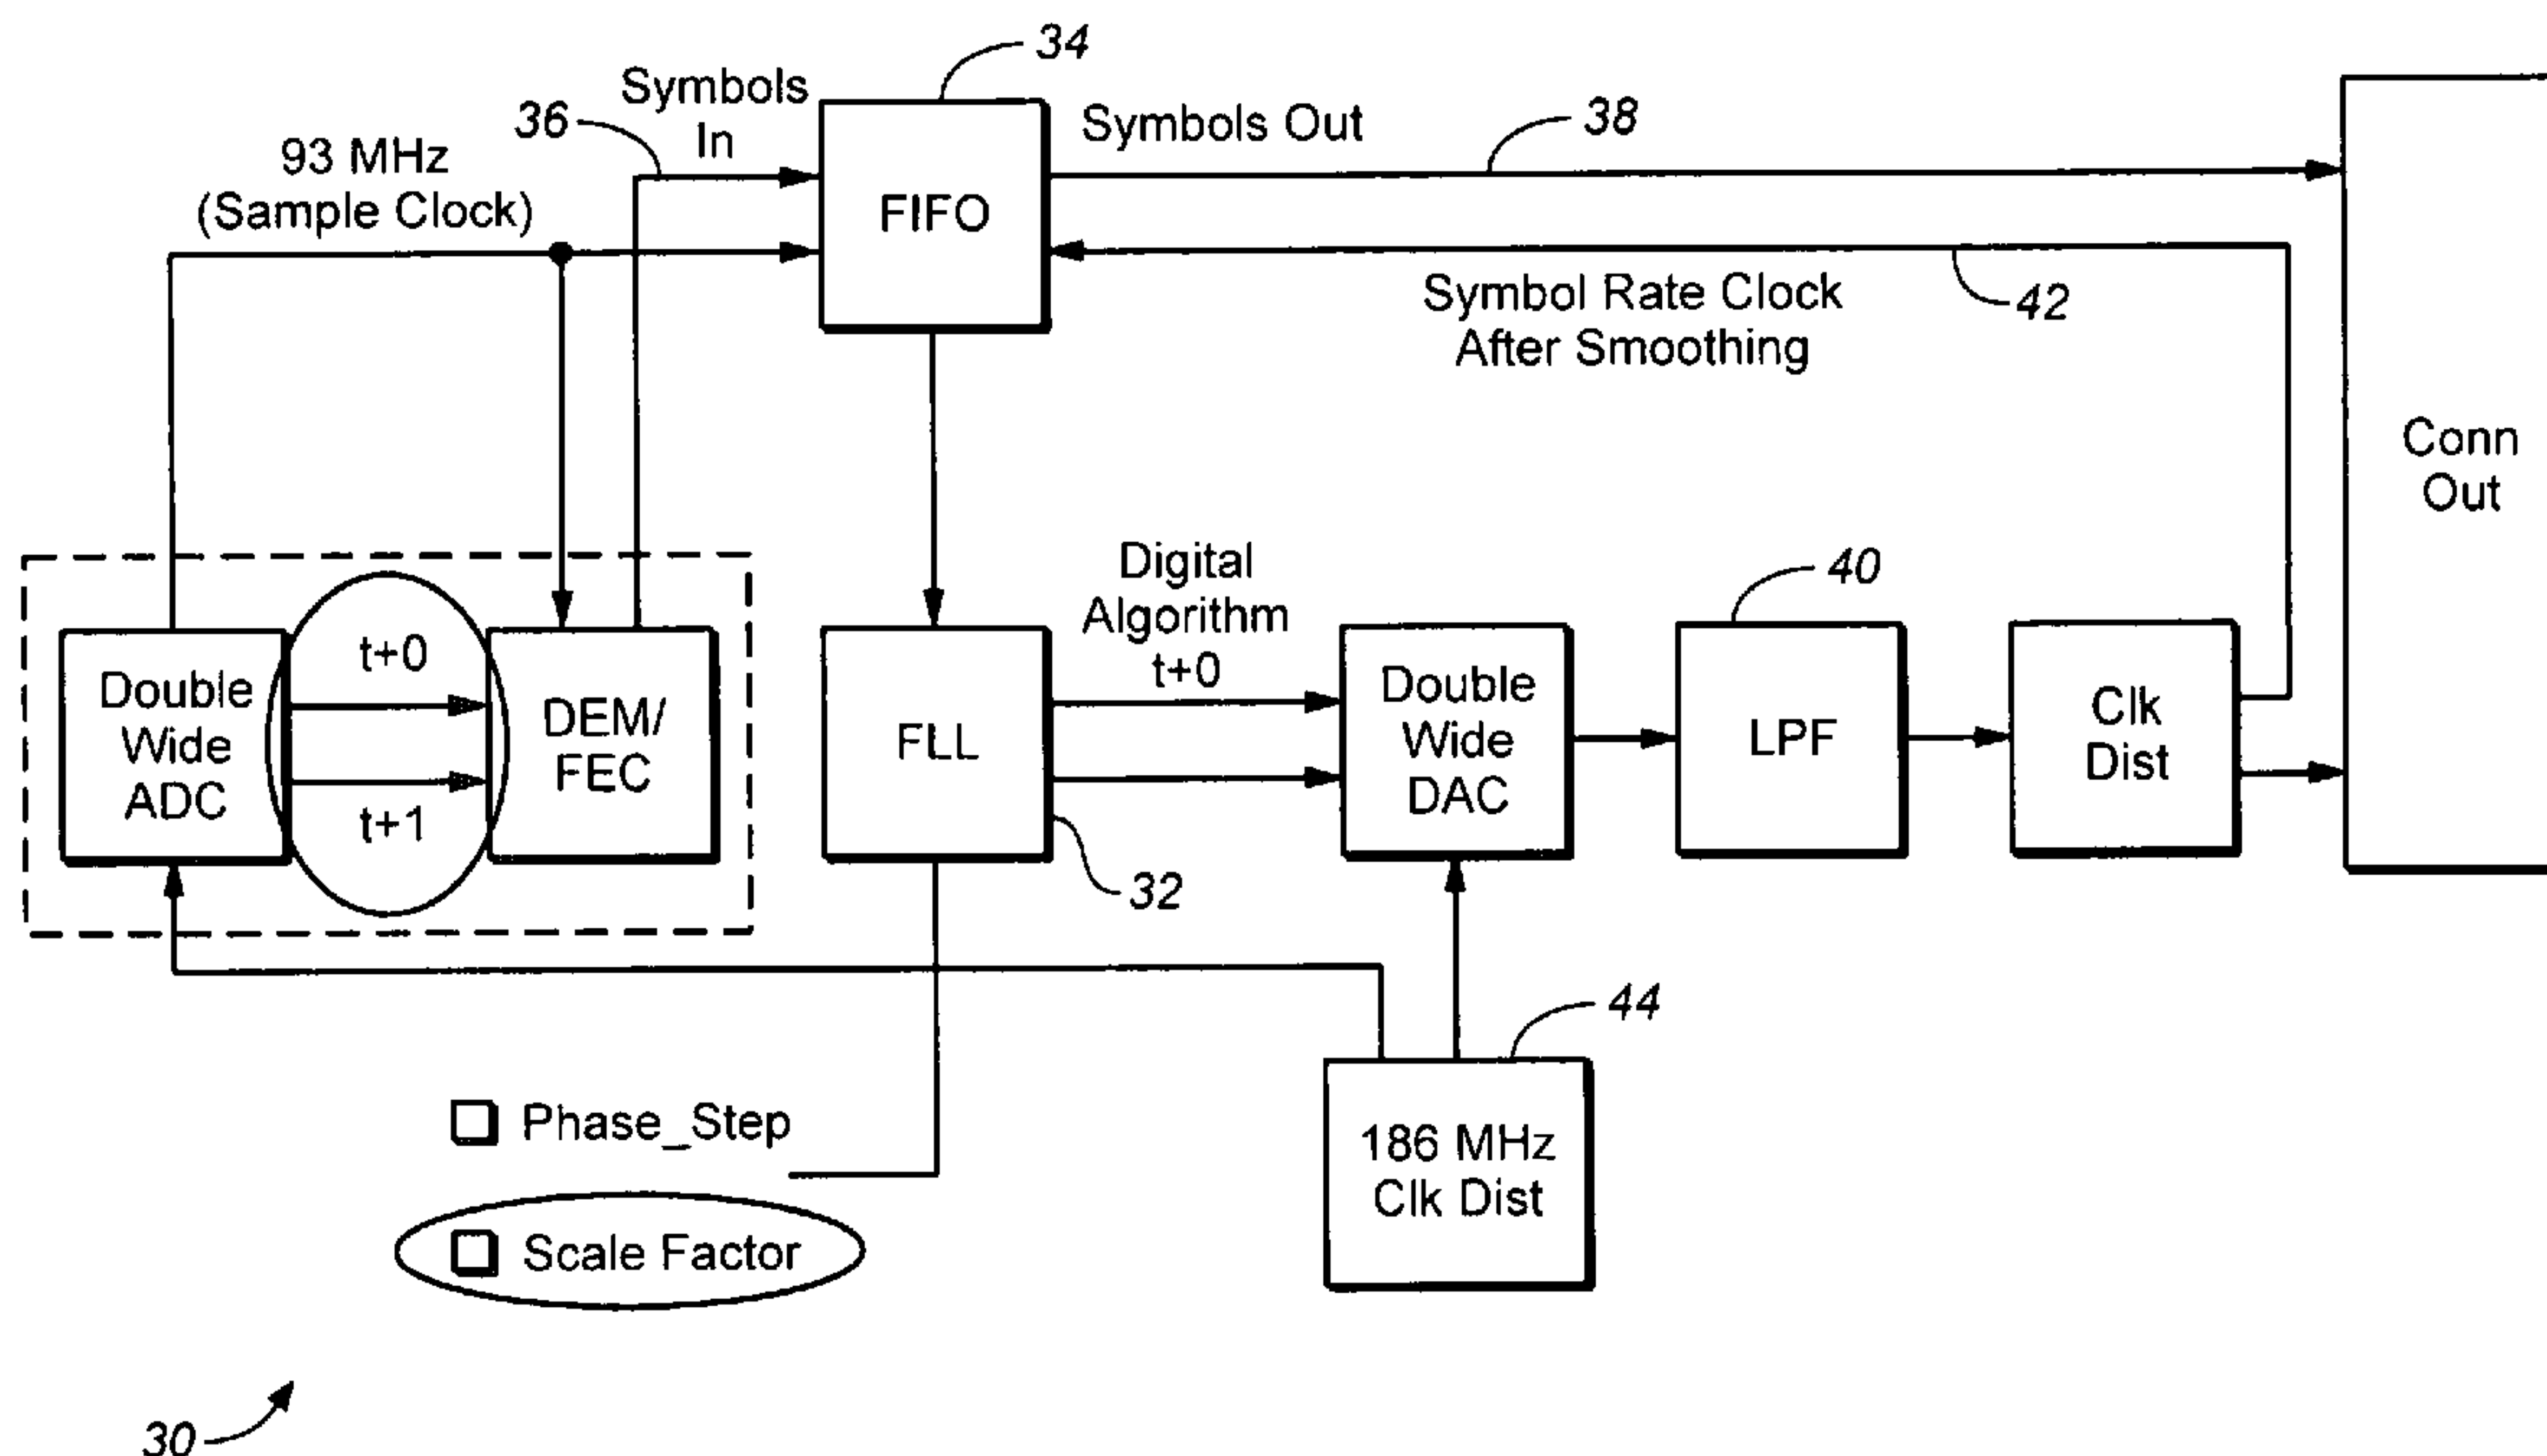 34
Symbols
In
36
Symbols Out
38
93 MHz
(Sample Clock)
FIFO
Symbol Rate Clock
After Smoothing
42
Conn
Out
Digital
Algorithm
t+0
40
t+0
Double
Wide
ADC
t+1
DEM/
FEC
FLL
32
Double
Wide
DAC
LPF
Clk
Dist
44
Phase_Step
Scale Factor
186 MHz
Clk Dist
30